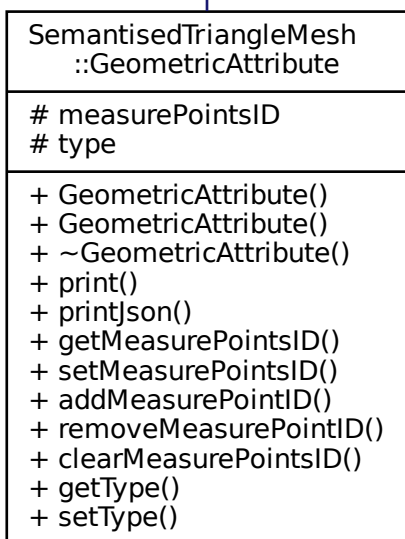 SemantisedTriangleMesh
::GeometricAttribute
# measurePointsID
# type
+ GeometricAttribute()
+ GeometricAttribute()
+ ~GeometricAttribute()
+ print()
+ printJson()
+ getMeasurePointsID()
+ setMeasurePointsID()
+ addMeasurePointID()
+ removeMeasurePointID()
+ clearMeasurePointsID()
+ getType()
+ setType()